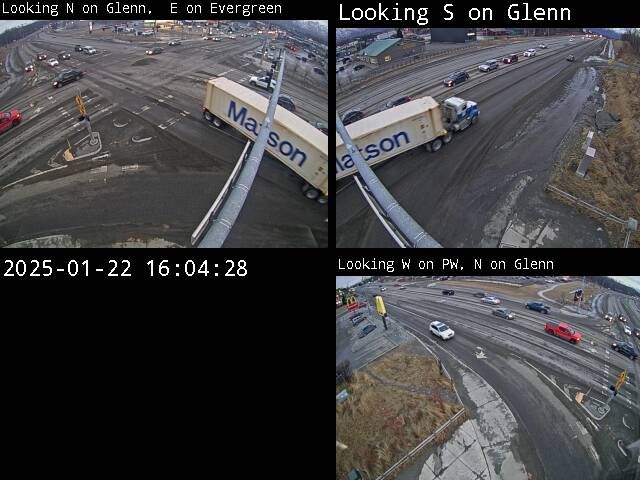 Looking N on Glenn,  E on Evergreen
Looking S on Glenn
Matson
Matson
2025-01-22 16:04:28
Looking W on PW, N on Glenn